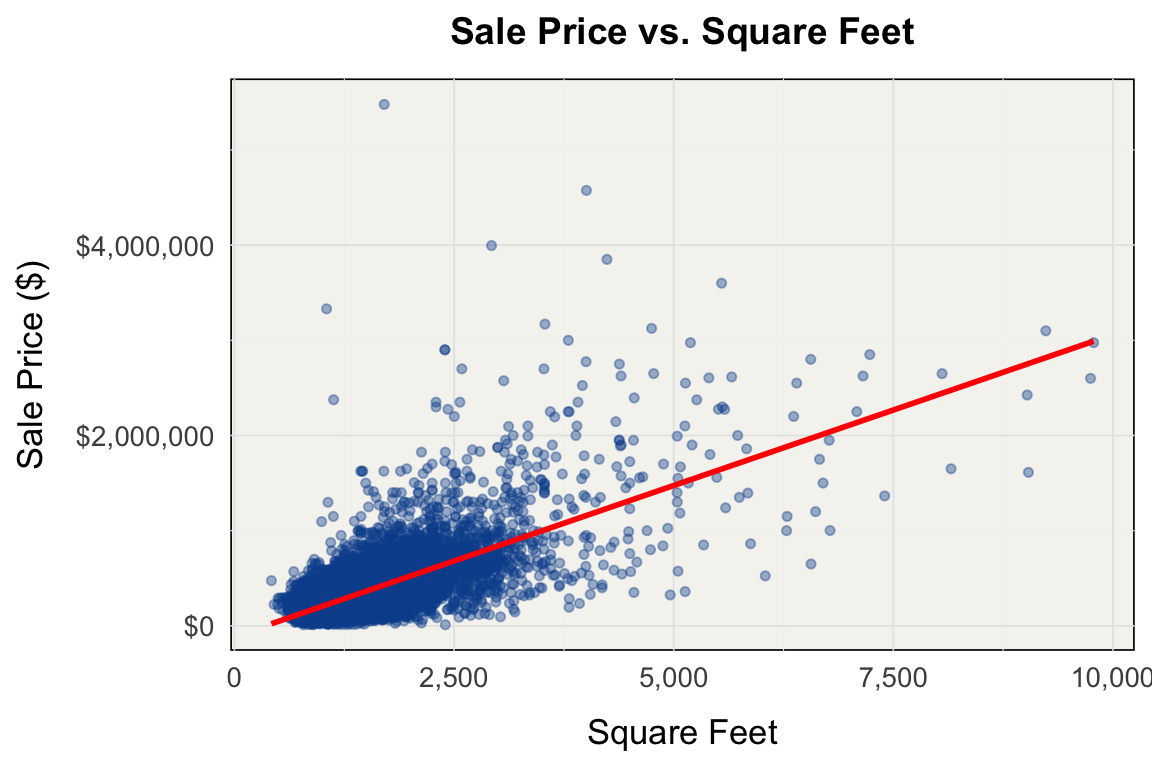 Sale Price vs. Square Feet
Sale Price ($)
$4,000,000
$2,000,000
$0
0 2,500 5,000 7,500 10,000
Square Feet